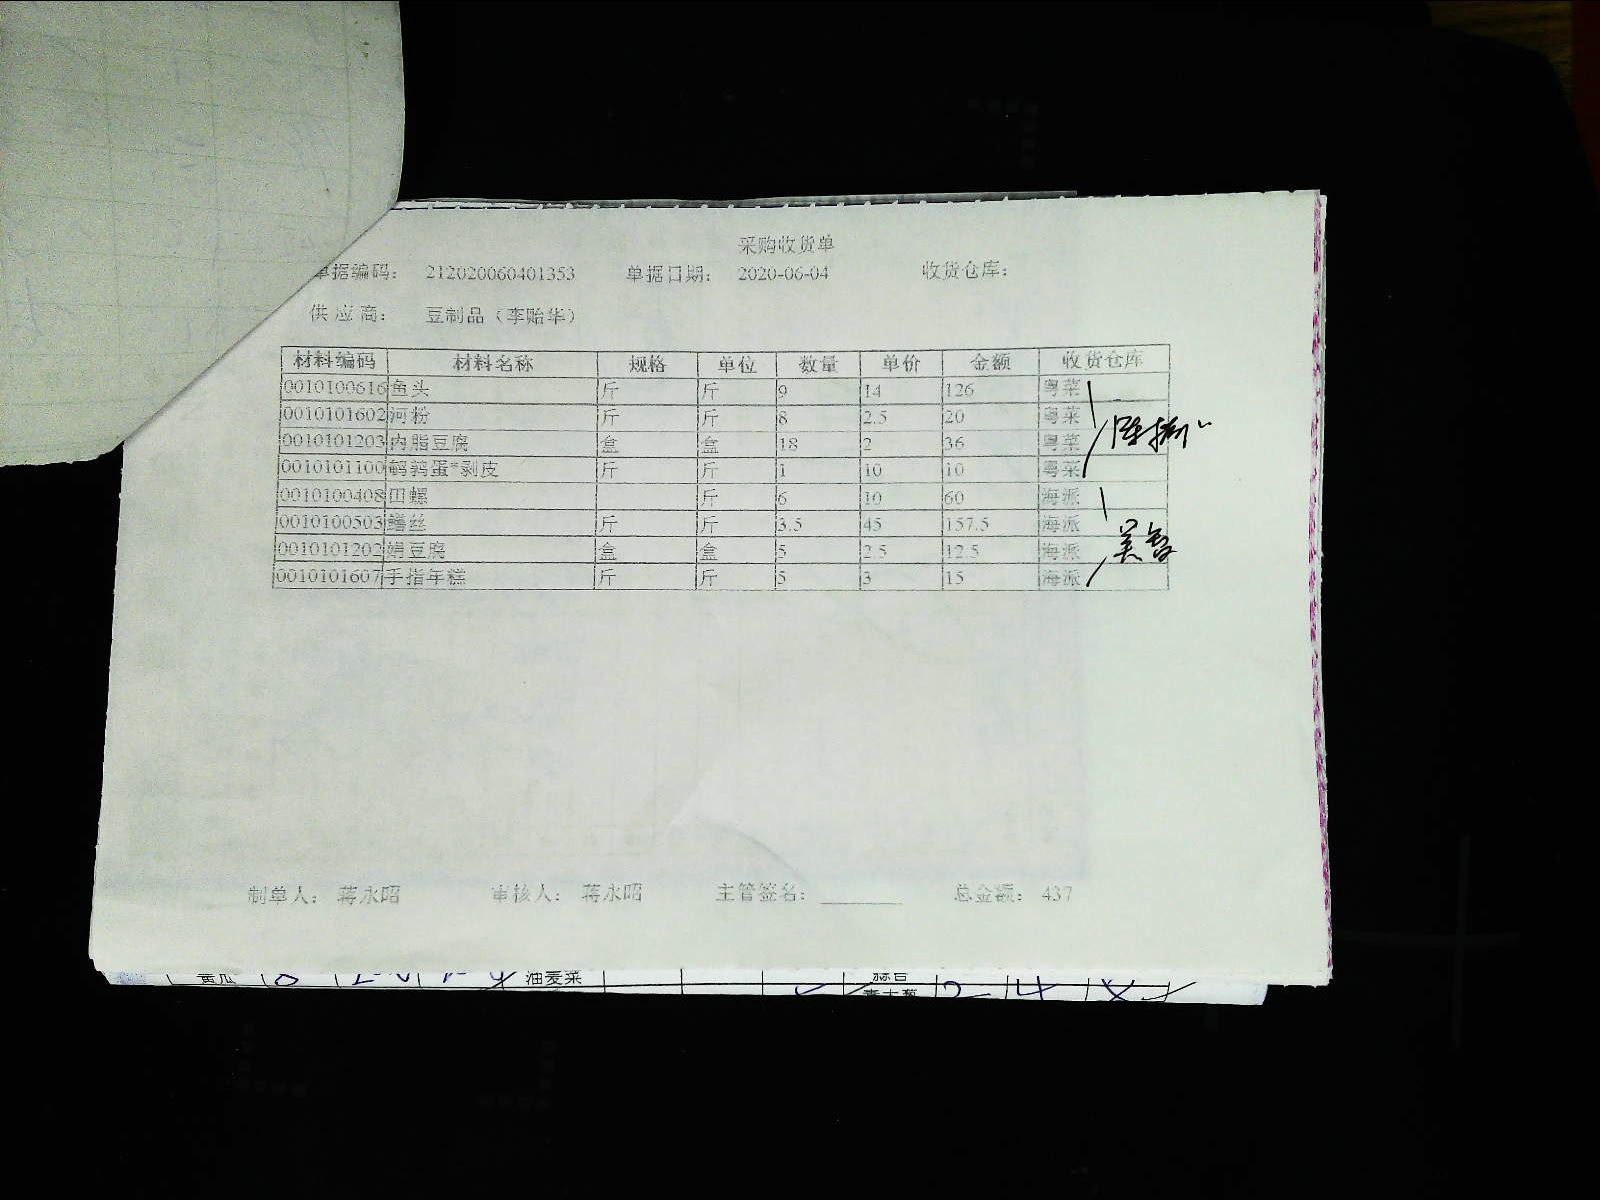 采购收货单
单据编码： 212020060401353 单据日期： 2020-06-04 收货仓库：
供应商： 豆制品（李贻华）
材料编码 材料名称 规格 单位 数量 单价 金额 收货仓库
0010100616 鱼头 斤 斤 9 14 126 粤菜
0010101602 河粉 斤 斤 8 2.5 20 粤菜
0010101203 内脂豆腐 盒 盒 18 2 36 粤菜
0010101100 鹌鹑蛋*剥皮 斤 斤 1 10 10 粤菜
0010100408 田螺 斤 6 10 60 海派
0010100503 鳝丝 斤 斤 3.5 45 157.5 海派
0010101202 绢豆腐 盒 盒 5 2.5 12.5 海派
0010101607 手指年糕 斤 斤 5 3 15 海派
制单人： 蒋永昭 审核人： 蒋永昭 主管签名： 总金额： 437
黄瓜 油麦菜 蒜苔